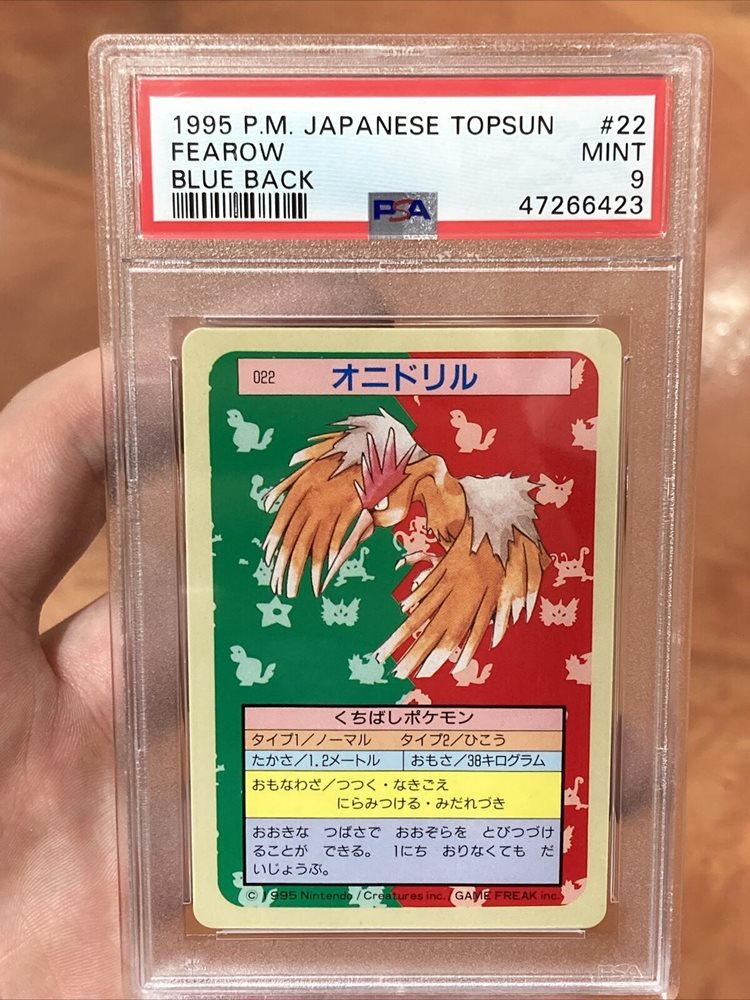 1995 P.M. JAPANESE TOPSUN #22
FEAROW MINT
BLUE BACK 9
PSA 47266423
022 オニドリル
くちばしポケモン
タイプ1/ノーマル タイプ2/ひこう
たかさ/1.2メートル おもさ/38キログラム
おもなわざ/つつく・なきごえ
にらみつける・みだれづき
おおきな つばさで おおぞらを とびつづけ
ることが できる。 1にち おりなくても だ
いじょうぶ。
© 1995 Nintendo / Creatures inc. / GAME FREAK inc.
PSA